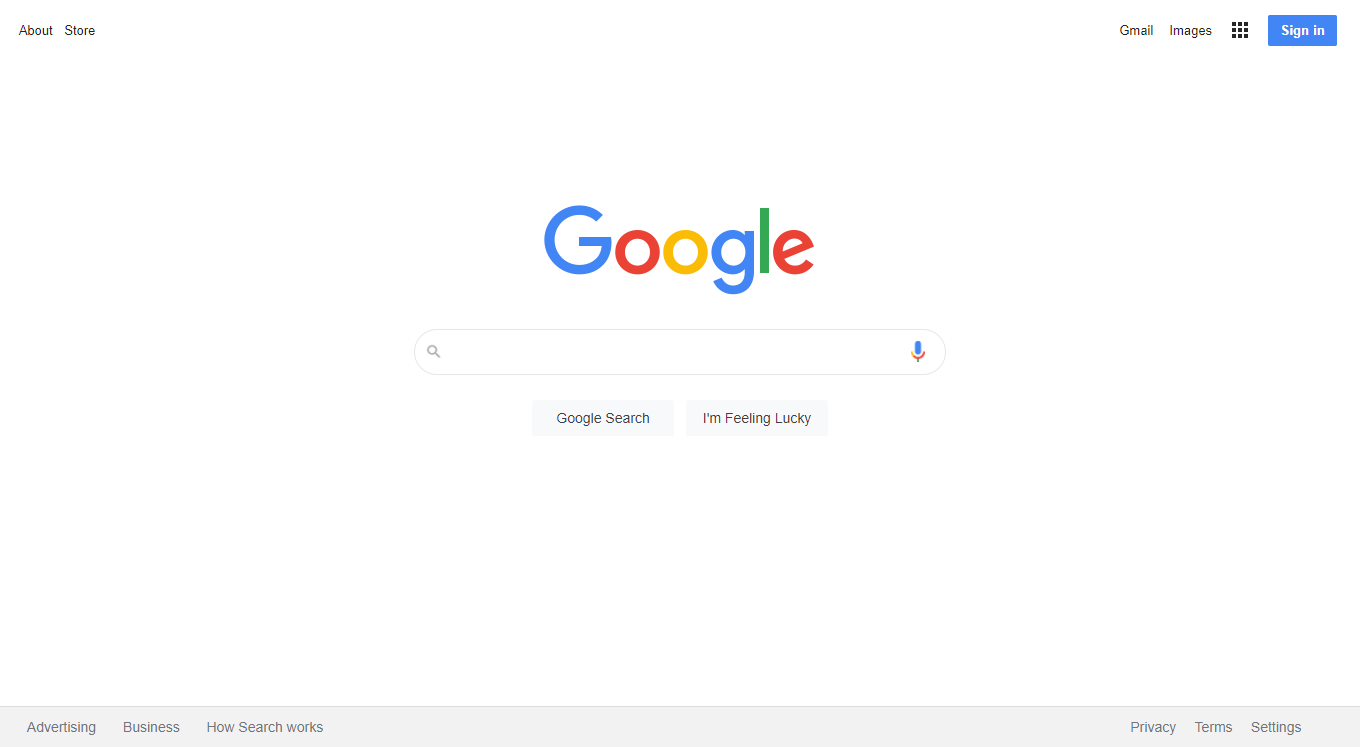 About Store Gmail Images Sign in
Google
Google Search I'm Feeling Lucky
Advertising Business How Search works Privacy Terms Settings